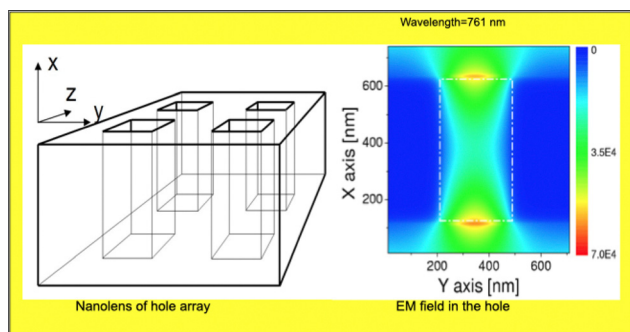 Wavelength=761 nm
X
Z
y
X axis [nm]
600
400
200
200
400
600
Y axis [nm]
0
3.5E4
7.0E4
Nanolens of hole array
EM field in the hole